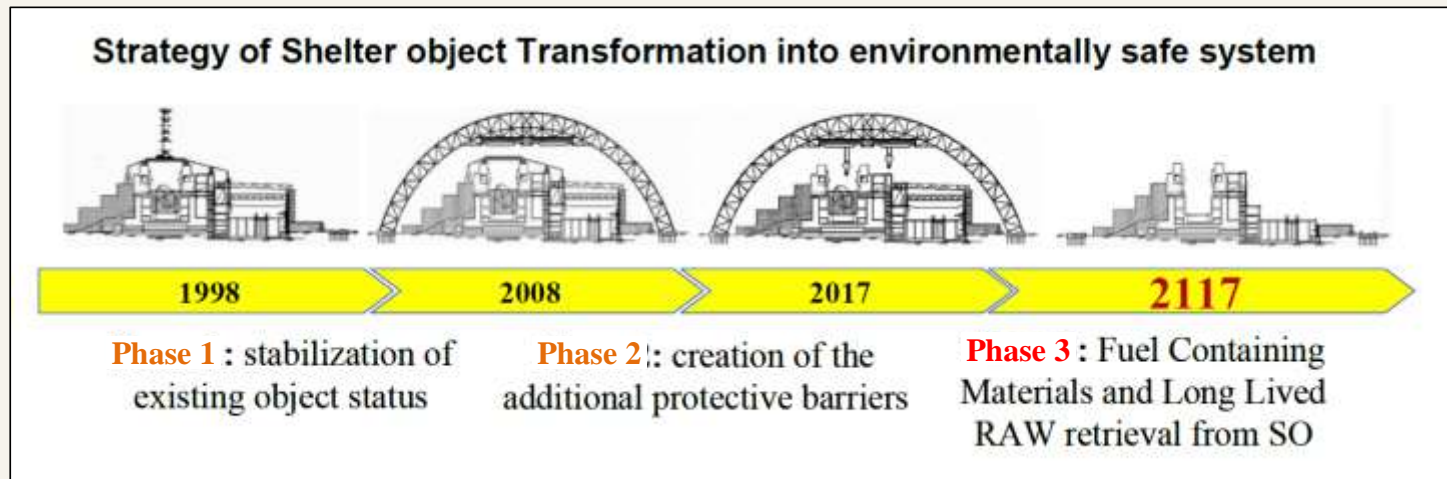 Strategy of Shelter object Transformation into environmentally safe system
1998
2008
2017
2117
Phase 1 : stabilization of
existing object status
Phase 2 : creation of the
additional protective barriers
Phase 3 : Fuel Containing
Materials and Long Lived
RAW retrieval from SO